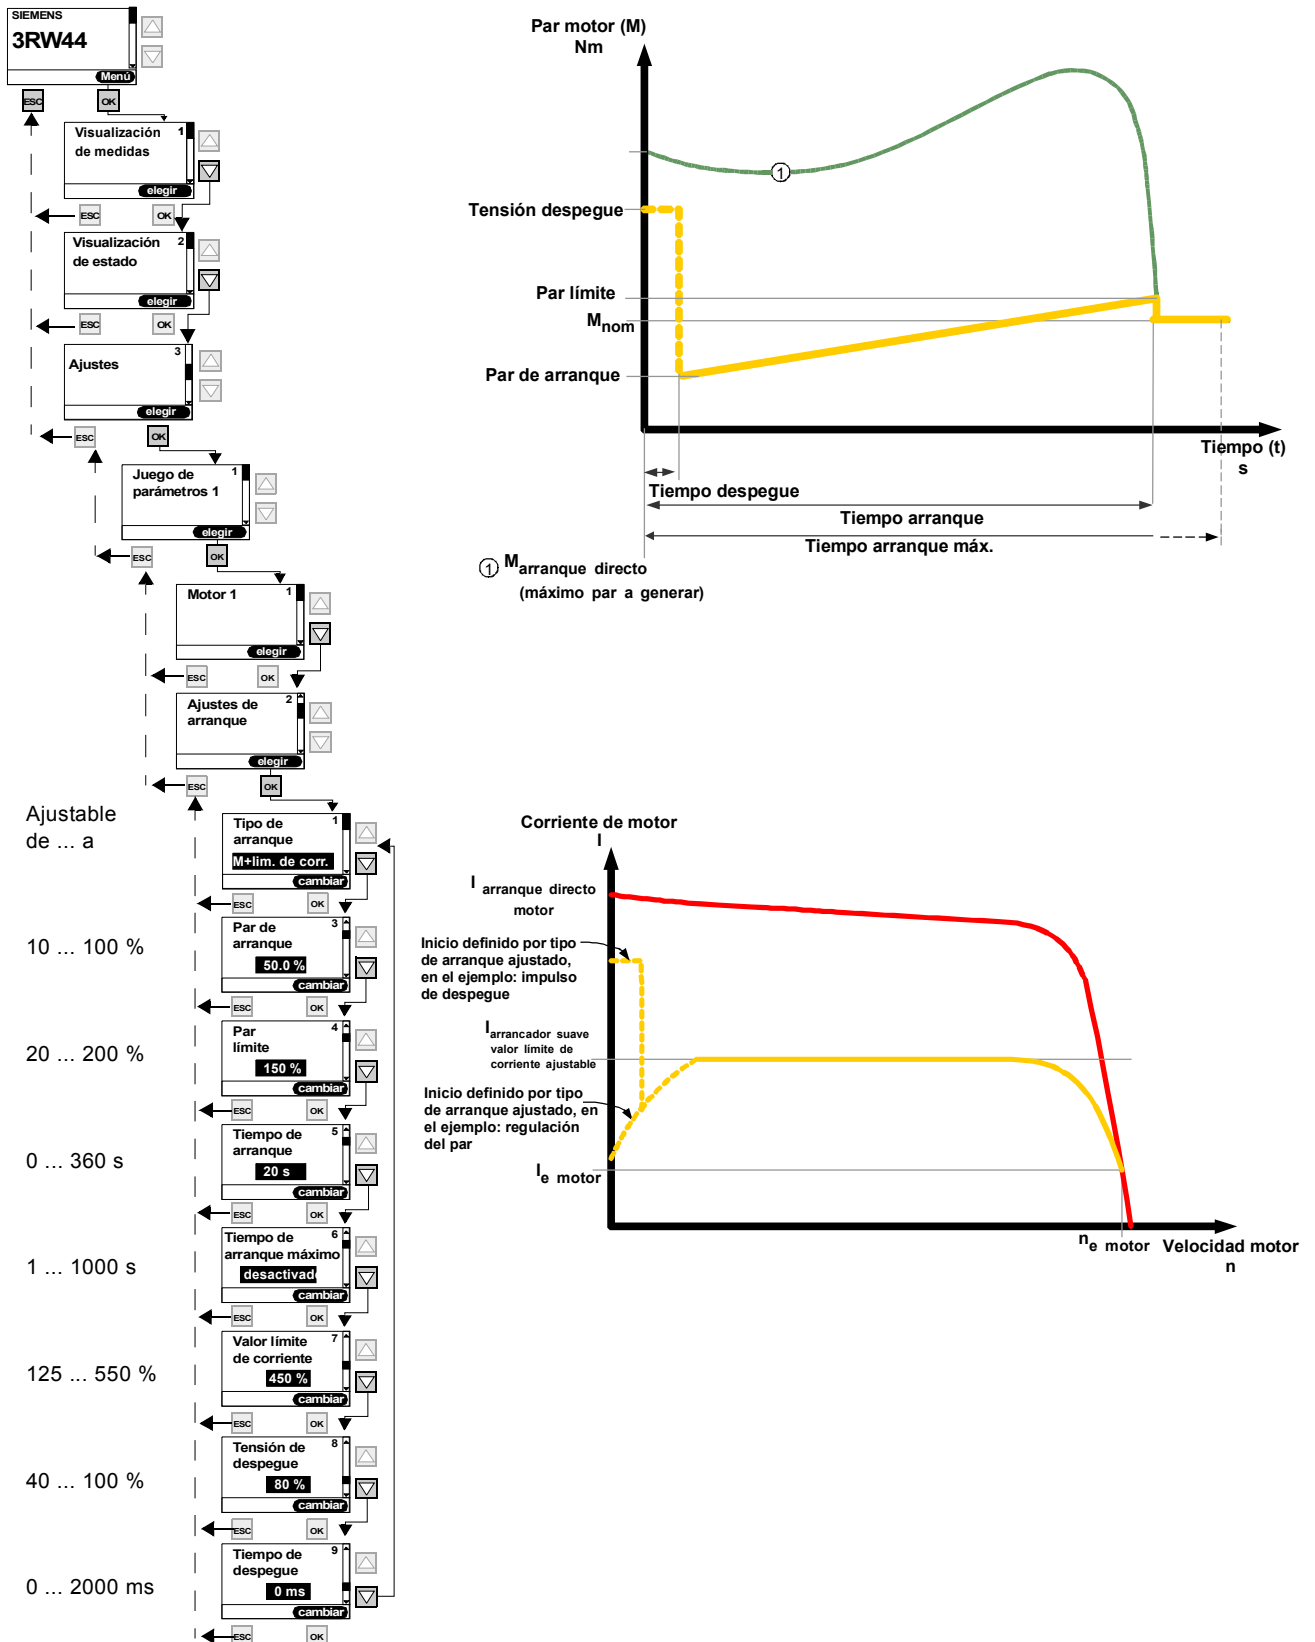 SIEMENS
3RW44
Menú
ESC
OK
Visualización 1
de medidas
elegir
ESC OK
Visualización 2
de estado
elegir
ESC OK
3
Ajustes
elegir
ESC OK
Juego de 1
parámetros 1
elegir
ESC OK
Motor 1 1
elegir
ESC OK
Ajustes de 2
arranque
elegir
ESC OK
Ajustable
de ... a
Tipo de 1
arranque
M+lim. de corr.
cambiar
ESC OK
10 ... 100 %
Par de 3
arranque
50.0 %
cambiar
ESC OK
20 ... 200 %
Par 4
límite
150 %
cambiar
ESC OK
0 ... 360 s
Tiempo de 5
arranque
20 s
cambiar
ESC OK
1 ... 1000 s
Tiempo de 6
arranque máximo
desactivad
cambiar
ESC OK
125 ... 550 %
Valor límite 7
de corriente
450 %
cambiar
ESC OK
40 ... 100 %
Tensión de 8
despegue
80 %
cambiar
ESC OK
0 ... 2000 ms
Tiempo de 9
despegue
0 ms
cambiar
ESC OK
Par motor (M)
Nm
1
Tensión despegue
Par límite
Mnom
Par de arranque
Tiempo (t)
s
Tiempo despegue
Tiempo arranque
Tiempo arranque máx.
1 Marranque directo
(máximo par a generar)
Corriente de motor
I
I arranque directo
motor
Inicio definido por tipo
de arranque ajustado,
en el ejemplo: impulso
de despegue
Iarrancador suave
valor límite de
corriente ajustable
Inicio definido por tipo
de arranque ajustado, en
el ejemplo: regulación
del par
Ie motor
ne motor
Velocidad motor
n